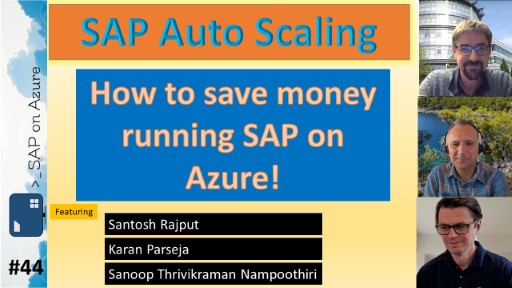 SAP Auto Scaling
How to save money
running SAP on
Azure!
Featuring
Santosh Rajput
Karan Parseja
Sanoop Thrivikraman Nampoothiri
>_SAP on Azure
#44